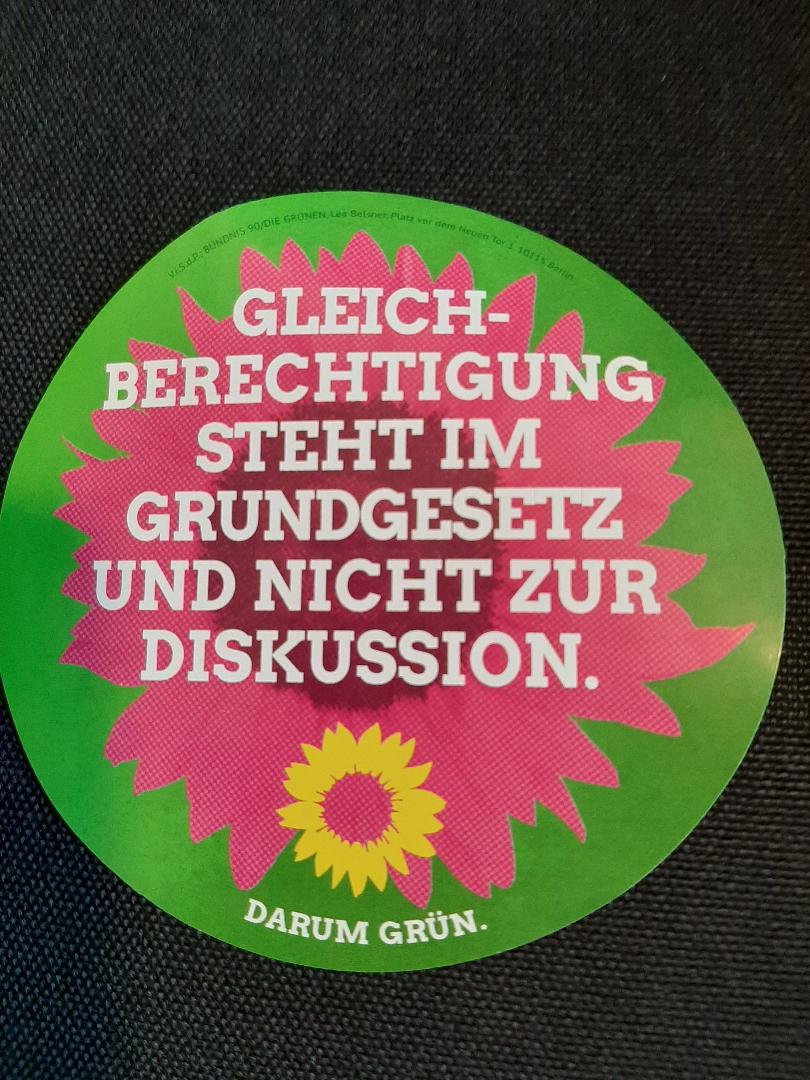 V.i.S.d.P.: BÜNDNIS 90/DIE GRÜNEN, Lea Belsner, Platz vor dem Neuen Tor 1, 10115 Berlin
GLEICH-
BERECHTIGUNG
STEHT IM
GRUNDGESETZ
UND NICHT ZUR
DISKUSSION.
DARUM GRÜN.